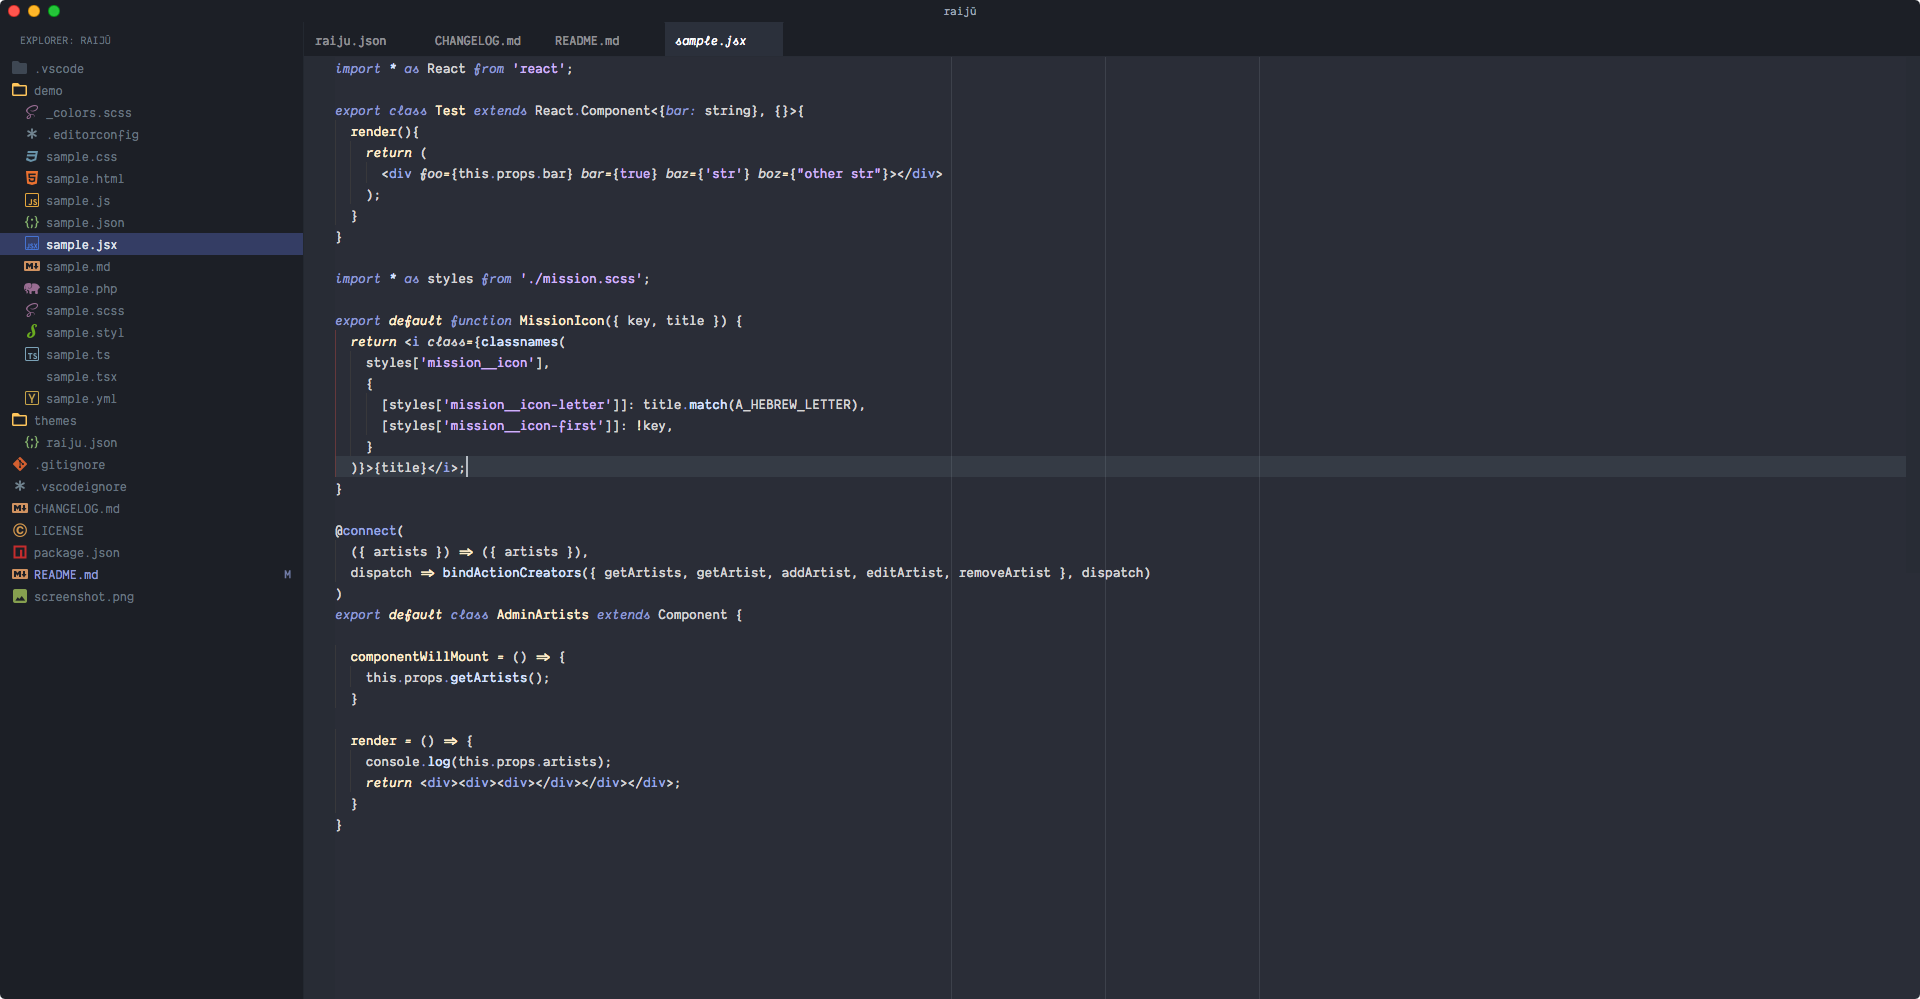 raijū
EXPLORER: RAIJŪ
.vscode
demo
_colors.scss
.editorconfig
sample.css
sample.html
JS sample.js
{;} sample.json
JSX sample.jsx
M sample.md
sample.php
sample.scss
sample.styl
TS sample.ts
sample.tsx
Y sample.yml
themes
{;} raiju.json
.gitignore
.vscodeignore
M CHANGELOG.md
© LICENSE
package.json
M README.md M
screenshot.png
raiju.json CHANGELOG.md README.md sample.jsx
import * as React from 'react';
export class Test extends React.Component<{bar: string}, {}>{
render(){
return (
<div foo={this.props.bar} bar={true} baz={'str'} boz={"other str"}></div>
);
}
}
import * as styles from './mission.scss';
export default function MissionIcon({ key, title }) {
return <i class={classnames(
styles['mission__icon'],
{
[styles['mission__icon-letter']]: title.match(A_HEBREW_LETTER),
[styles['mission__icon-first']]: !key,
}
)}>{title}</i>;
}
@connect(
({ artists }) => ({ artists }),
dispatch => bindActionCreators({ getArtists, getArtist, addArtist, editArtist, removeArtist }, dispatch)
)
export default class AdminArtists extends Component {
componentWillMount = () => {
this.props.getArtists();
}
render = () => {
console.log(this.props.artists);
return <div><div><div></div></div></div>;
}
}